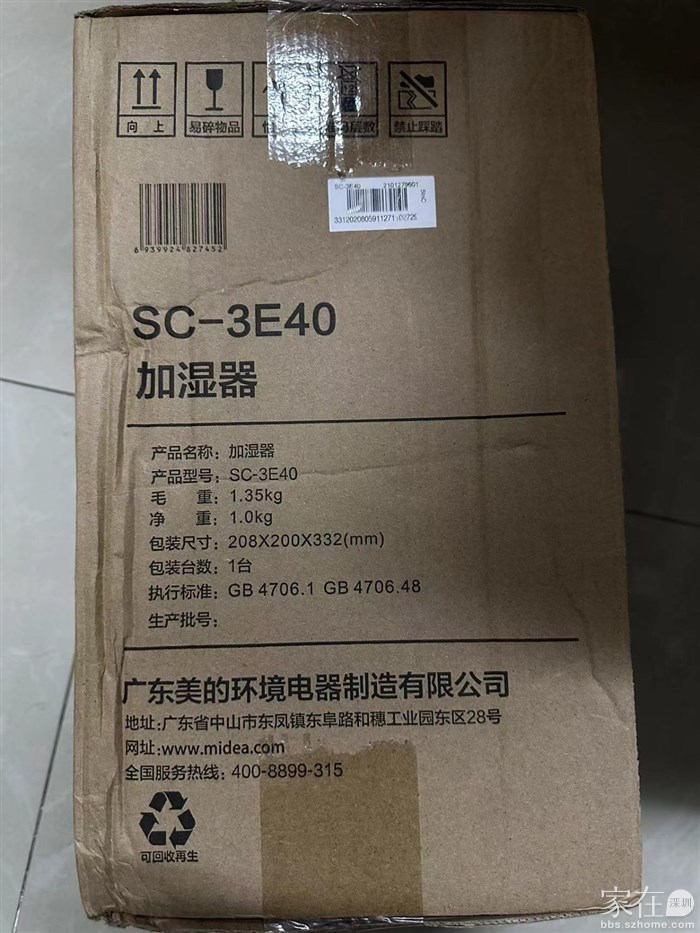 向上
易碎物品
禁止踩踏
SC-3E40
6939924827452
SC-3E40
加湿器
产品名称：加湿器
产品型号：SC-3E40
毛 重：1.35kg
净 重：1.0kg
包装尺寸：208X200X332(mm)
包装台数：1台
执行标准：GB 4706.1 GB 4706.48
生产批号：
广东美的环境电器制造有限公司
地址:广东省中山市东凤镇东阜路和穗工业园东区28号
网址:www.midea.com
全国服务热线：400-8899-315
可回收再生
家在深圳
bbs.szhome.com